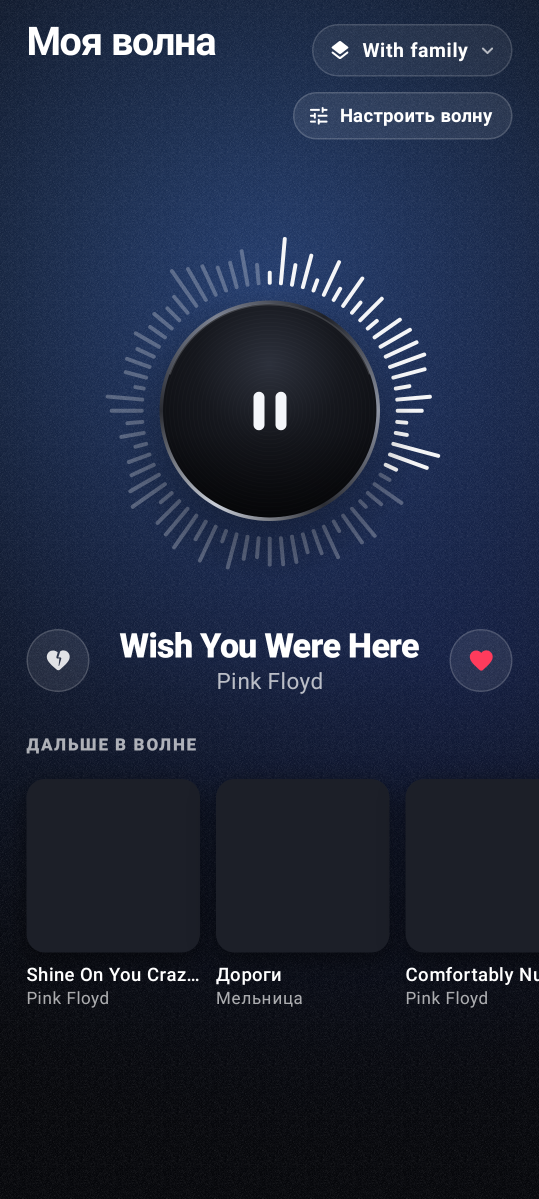 Моя волна
With family
Настроить волну
Wish You Were Here
Pink Floyd
ДАЛЬШЕ В ВОЛНЕ
Shine On You Craz…
Pink Floyd
Дороги
Мельница
Comfortably Nu
Pink Floyd